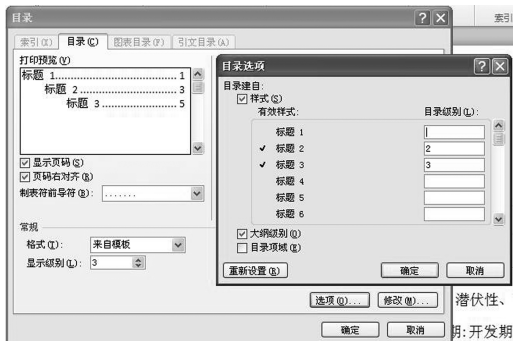 目录
索引
索引(X) 目录(C) 图表目录(F) 引文目录(A)
打印预览(V)
标题 1.................................1
标题 2...........................3
标题 3....................5
显示页码(S)
页码右对齐(R)
制表符前导符(B): .......
常规
格式(T): 来自模板
显示级别(L): 3
选项(O)... 修改(M)...
确定 取消
目录选项
目录建自:
样式(S)
有效样式: 目录级别(L):
标题 1
✓ 标题 2 2
✓ 标题 3 3
标题 4
标题 5
标题 6
大纲级别(O)
目录项域(E)
重新设置(R) 确定 取消
潜伏性、
期:开发期